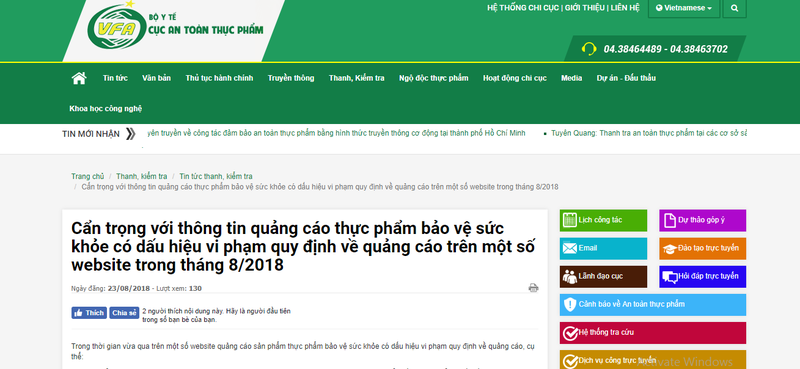 HỆ THỐNG CHI CỤC | GIỚI THIỆU | LIÊN HỆ
Vietnamese
BỘ Y TẾ
VFA
CỤC AN TOÀN THỰC PHẨM
04.38464489 - 04.38463702
Tin tức Văn bản Thủ tục hành chính Truyền thông Thanh, Kiểm tra Ngộ độc thực phẩm Hoạt động chi cục Media Dự án - Đấu thầu
Khoa học công nghệ
TIN MỚI NHẬN
yên truyền về công tác đảm bảo an toàn thực phẩm bằng hình thức truyền thông cơ động tại thành phố Hồ Chí Minh
Tuyên Quang: Thanh tra an toàn thực phẩm tại các cơ sở
Trang chủ / Thanh, kiểm tra / Tin tức thanh, kiểm tra
/ Cẩn trọng với thông tin quảng cáo thực phẩm bảo vệ sức khỏe có dấu hiệu vi phạm quy định về quảng cáo trên một số website trong tháng 8/2018
Cẩn trọng với thông tin quảng cáo thực phẩm bảo vệ sức
khỏe có dấu hiệu vi phạm quy định về quảng cáo trên một số
website trong tháng 8/2018
Ngày đăng: 23/08/2018 - Lượt xem: 130
Thích Chia sẻ
2 người thích nội dung này. Hãy là người đầu tiên
trong số bạn bè của bạn.
Trong thời gian vừa qua trên một số website quảng cáo sản phẩm thực phẩm bảo vệ sức khỏe có dấu hiệu vi phạm quy định về quảng cáo, cụ
thể:
Lịch công tác
Dự thảo góp ý
Email
Đào tạo trực tuyến
Lãnh đạo cục
Hỏi đáp trực tuyến
Cảnh báo về An toàn thực phẩm
Hệ thống tra cứu
Dịch vụ công trực tuyến
Activate Windows